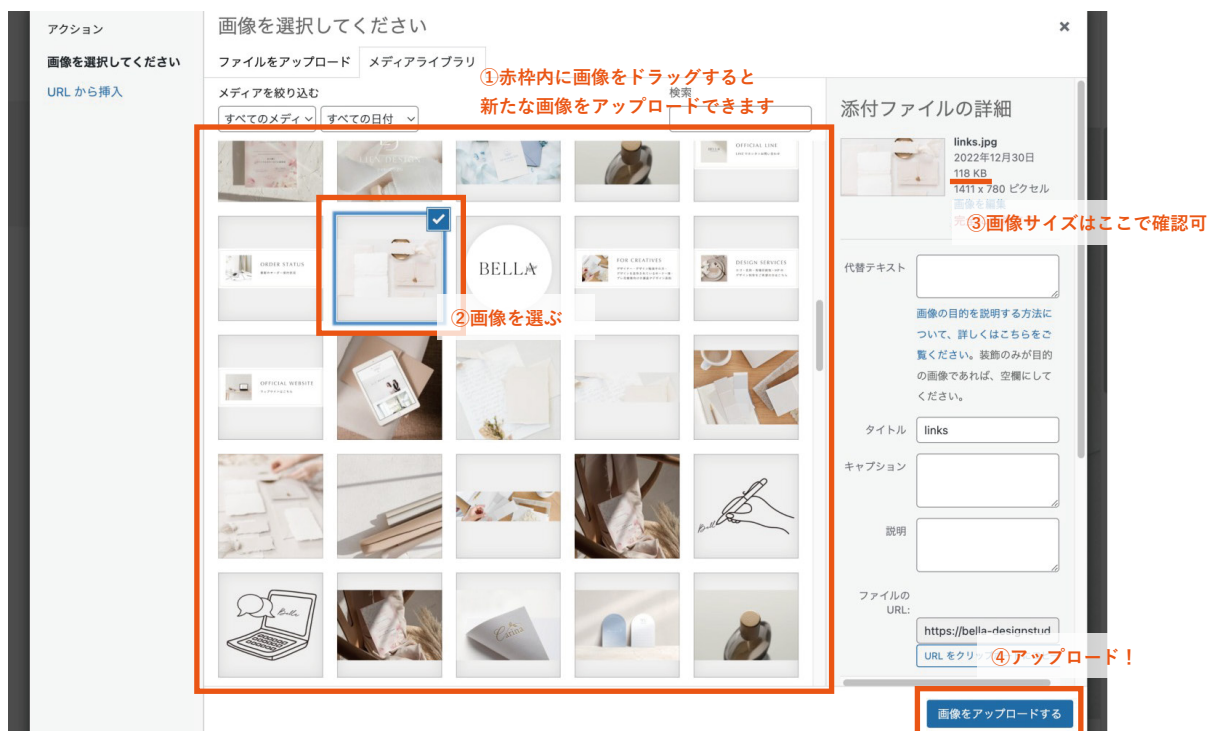 アクション
画像を選択してください
URL から挿入
画像を選択してください
×
ファイルをアップロード
メディアライブラリ
①赤枠内に画像をドラッグすると
新たな画像をアップロードできます
メディアを絞り込む
検索
すべてのメディ
すべての日付
OFFICIAL LINE
ORDER STATUS
BELLA
FOR CREATIVES
DESIGN SERVICES
②画像を選ぶ
OFFICIAL WEBSITE
Bella
Bella
添付ファイルの詳細
links.jpg
2022年12月30日
118 KB
1411 x 780 ピクセル
画像を編集
③画像サイズはここで確認可
代替テキスト
画像の目的を説明する方法に
ついて、詳しくはこちらをご
覧ください。装飾のみが目的
の画像であれば、空欄にして
ください。
タイトル
links
キャプション
説明
ファイルの
URL:
https://bella-designstud
URL をクリップ
④アップロード！
画像をアップロードする